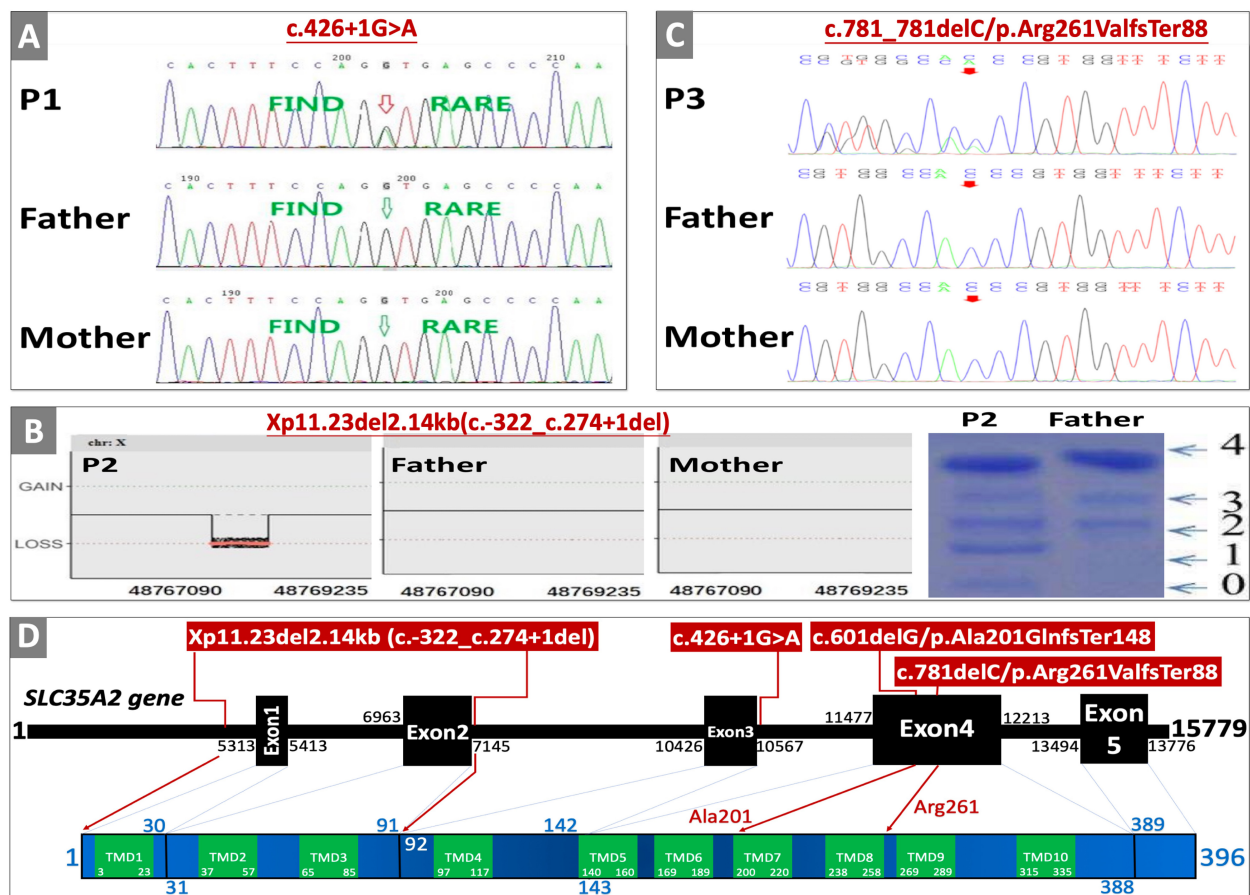 A
c.426+1G>A
200 210
C A C T T T C C A G G T G A G C C C C A A
P1
FIND RARE
190 200
C A C T T T C C A G G T G A G C C C C A A
Father
FIND RARE
190 200
C A C T T T C C A G G T G A G C C C C A A
Mother
FIND RARE
C
c.781_781delC/p.Arg261ValfsTer88
P3
Father
C G T G G C C A C C C G T G G T T T C T T
Mother
C G T G G C C A C C C G T G G T T T C T T
B
Xp11.23del2.14kb(c.-322_c.274+1del)
chr: X
P2
Father
Mother
GAIN
LOSS
48767090 48769235
48767090 48769235
48767090 48769235
P2 Father
4
3
2
1
0
D
Xp11.23del2.14kb (c.-322_c.274+1del)
c.426+1G>A
c.601delG/p.Ala201GlnfsTer148
c.781delC/p.Arg261ValfsTer88
SLC35A2 gene
1
15779
5313 Exon1 5413
6963 Exon2 7145
10426 Exon3 10567
11477 Exon4 12213
13494 Exon 5 13776
Ala201
Arg261
30 91 142 389
1 92 396
TMD1 TMD2 TMD3 TMD4 TMD5 TMD6 TMD7 TMD8 TMD9 TMD10
3 23 37 57 65 85 97 117 140 160 169 189 200 220 238 258 269 289 315 335
31 143 388